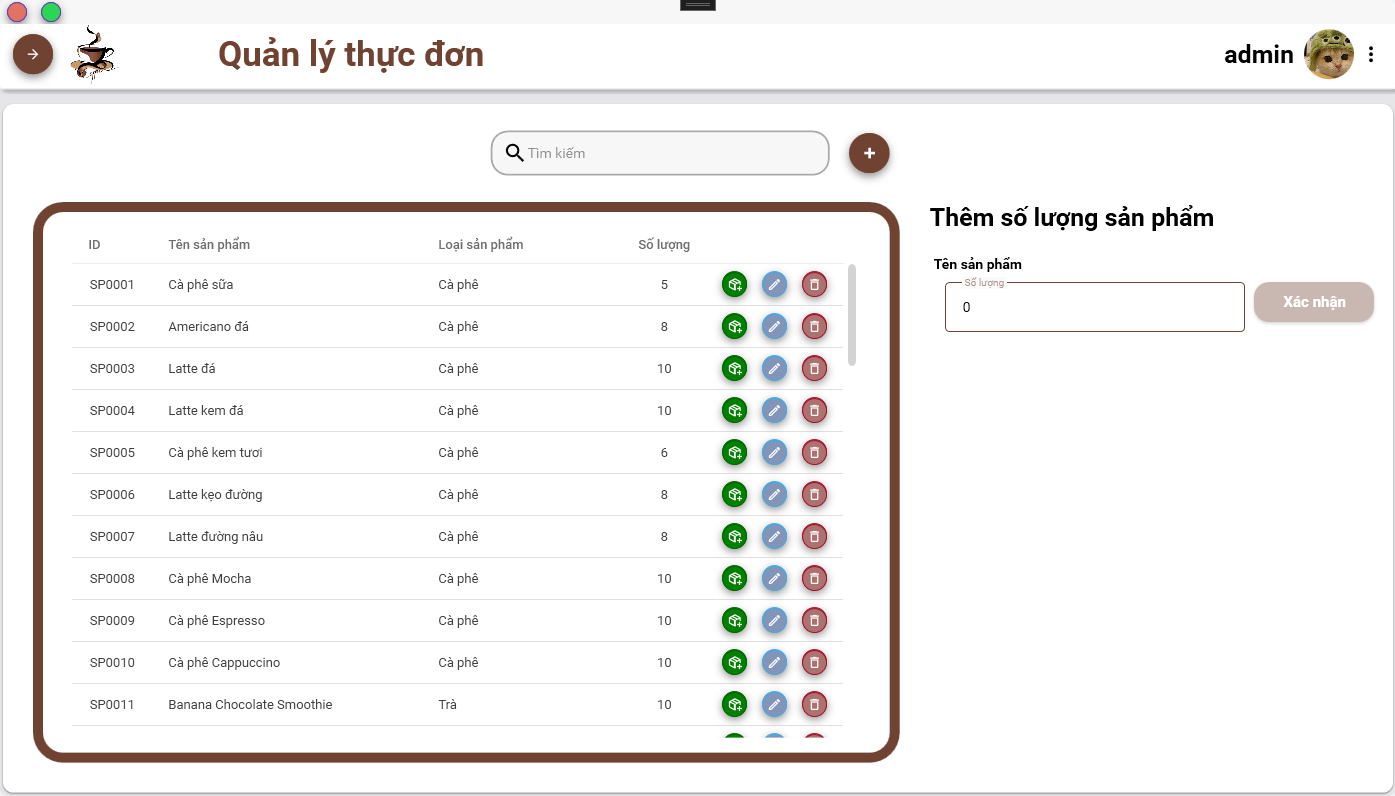 Quản lý thực đơn
admin
Tìm kiếm
ID Tên sản phẩm Loại sản phẩm Số lượng
SP0001 Cà phê sữa Cà phê 5
SP0002 Americano đá Cà phê 8
SP0003 Latte đá Cà phê 10
SP0004 Latte kem đá Cà phê 10
SP0005 Cà phê kem tươi Cà phê 6
SP0006 Latte kẹo đường Cà phê 8
SP0007 Latte đường nâu Cà phê 8
SP0008 Cà phê Mocha Cà phê 10
SP0009 Cà phê Espresso Cà phê 10
SP0010 Cà phê Cappuccino Cà phê 10
SP0011 Banana Chocolate Smoothie Trà 10
Thêm số lượng sản phẩm
Tên sản phẩm
Số lượng
0
Xác nhận